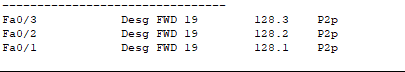 --------------------------------
Fa0/3 Desg FWD 19 128.3 P2p
Fa0/2 Desg FWD 19 128.2 P2p
Fa0/1 Desg FWD 19 128.1 P2p